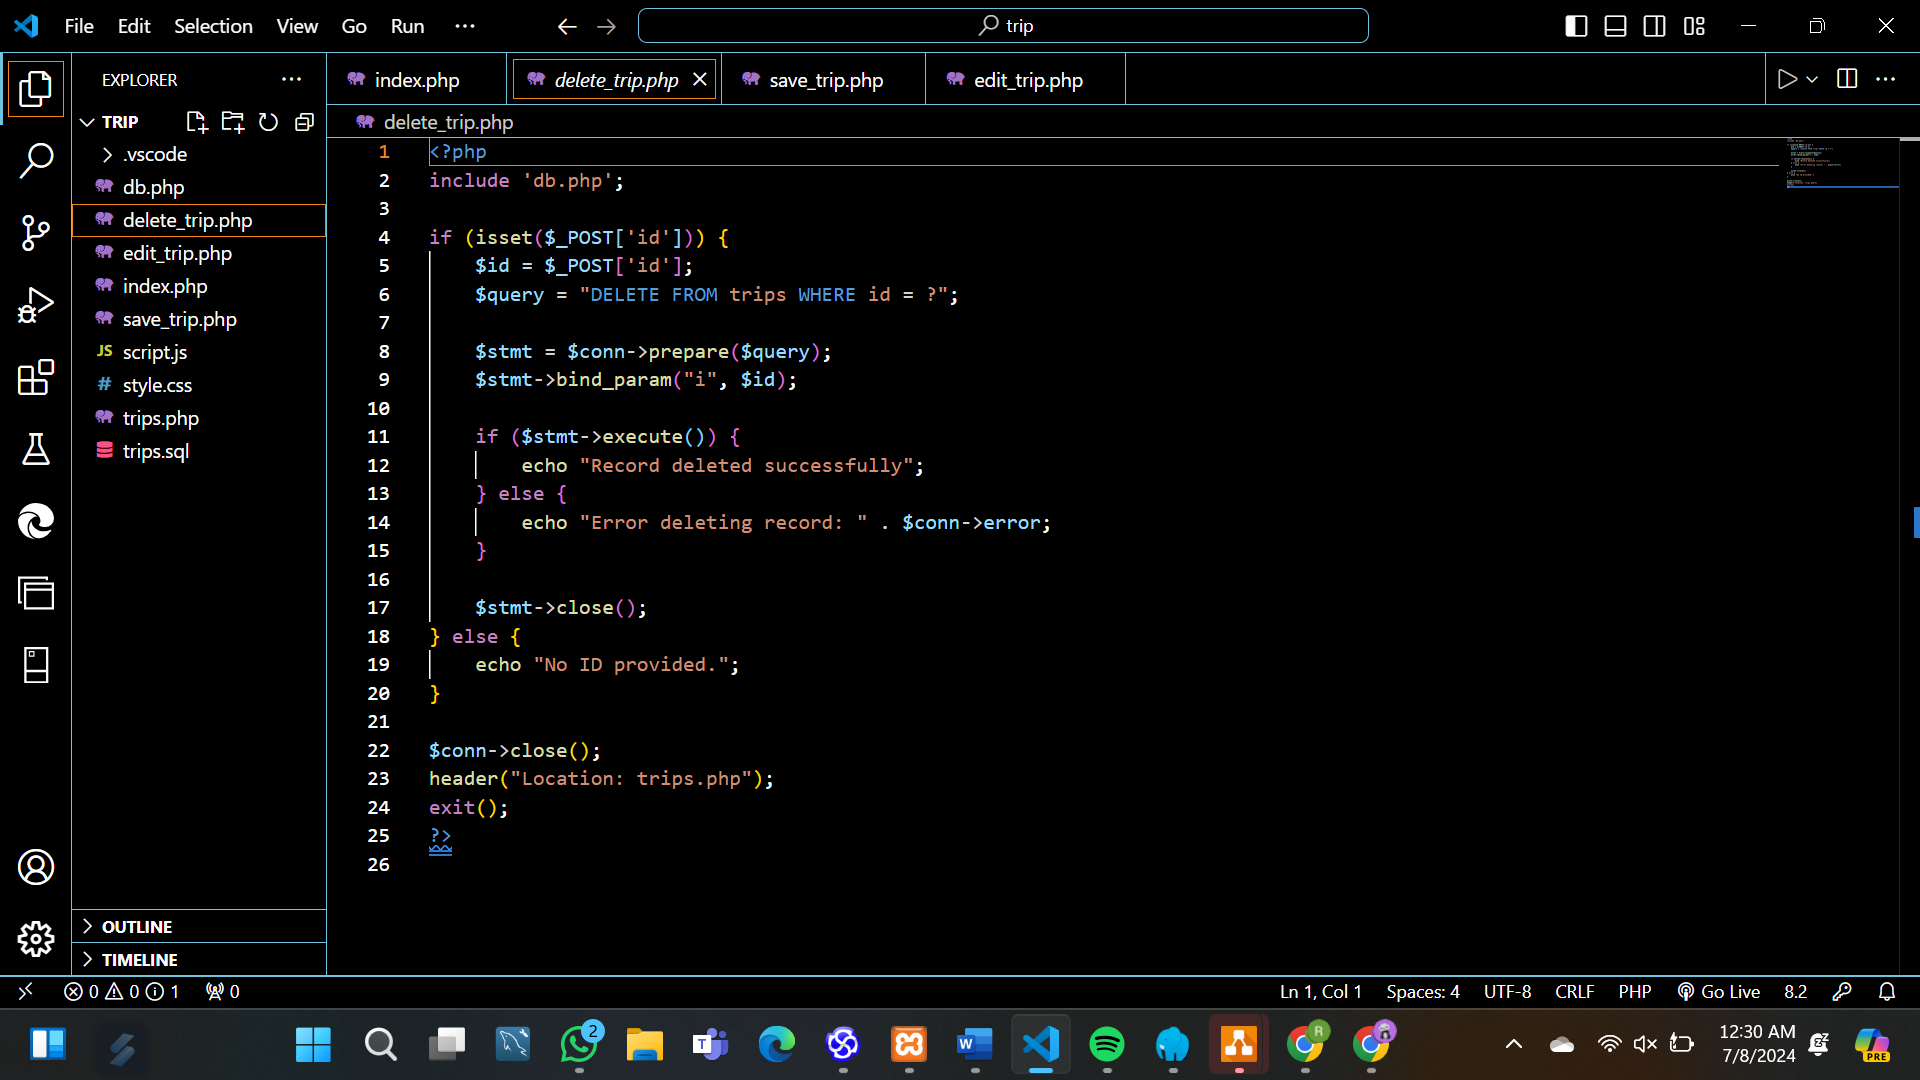 File Edit Selection View Go Run ···
trip
EXPLORER ···
index.php
delete_trip.php
save_trip.php
edit_trip.php
TRIP
.vscode
db.php
delete_trip.php
edit_trip.php
index.php
save_trip.php
JS script.js
# style.css
trips.php
trips.sql
OUTLINE
TIMELINE
delete_trip.php
1 <?php
2 include 'db.php';
3
4 if (isset($_POST['id'])) {
5 $id = $_POST['id'];
6 $query = "DELETE FROM trips WHERE id = ?";
7
8 $stmt = $conn->prepare($query);
9 $stmt->bind_param("i", $id);
10
11 if ($stmt->execute()) {
12 echo "Record deleted successfully";
13 } else {
14 echo "Error deleting record: " . $conn->error;
15 }
16
17 $stmt->close();
18 } else {
19 echo "No ID provided.";
20 }
21
22 $conn->close();
23 header("Location: trips.php");
24 exit();
25 ?>
26
0 0 1 0
Ln 1, Col 1 Spaces: 4 UTF-8 CRLF PHP Go Live 8.2
2
T
W
R
PRE
12:30 AM
7/8/2024